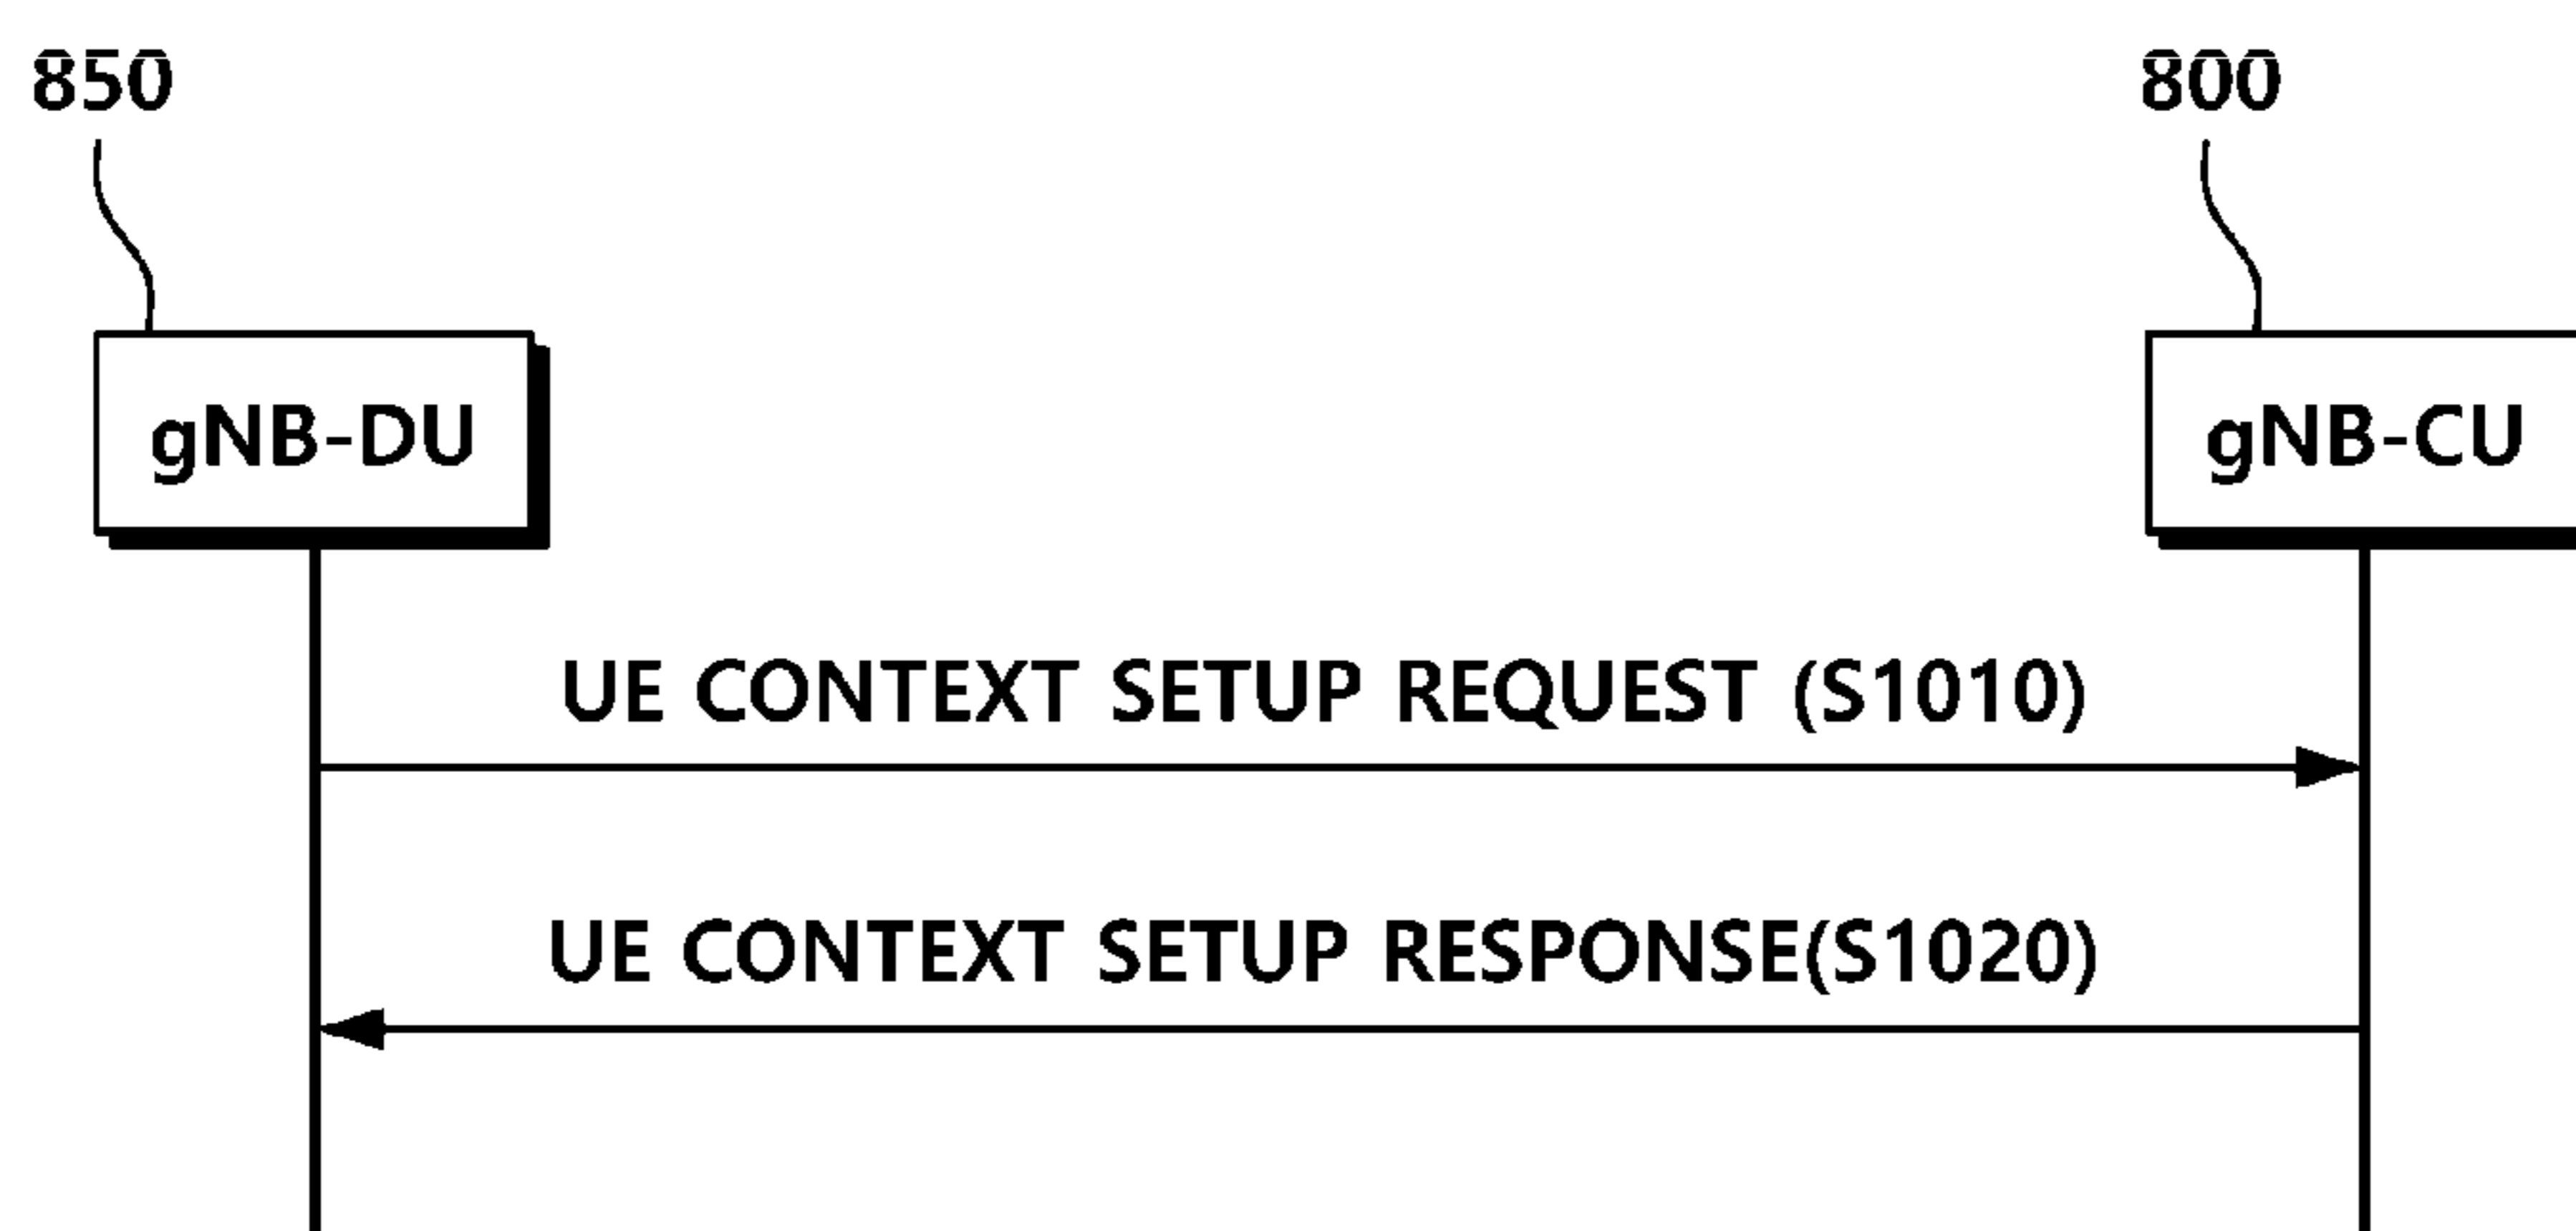 850
800
gNB-DU
gNB-CU
UE CONTEXT SETUP REQUEST (S1010)
UE CONTEXT SETUP RESPONSE(S1020)